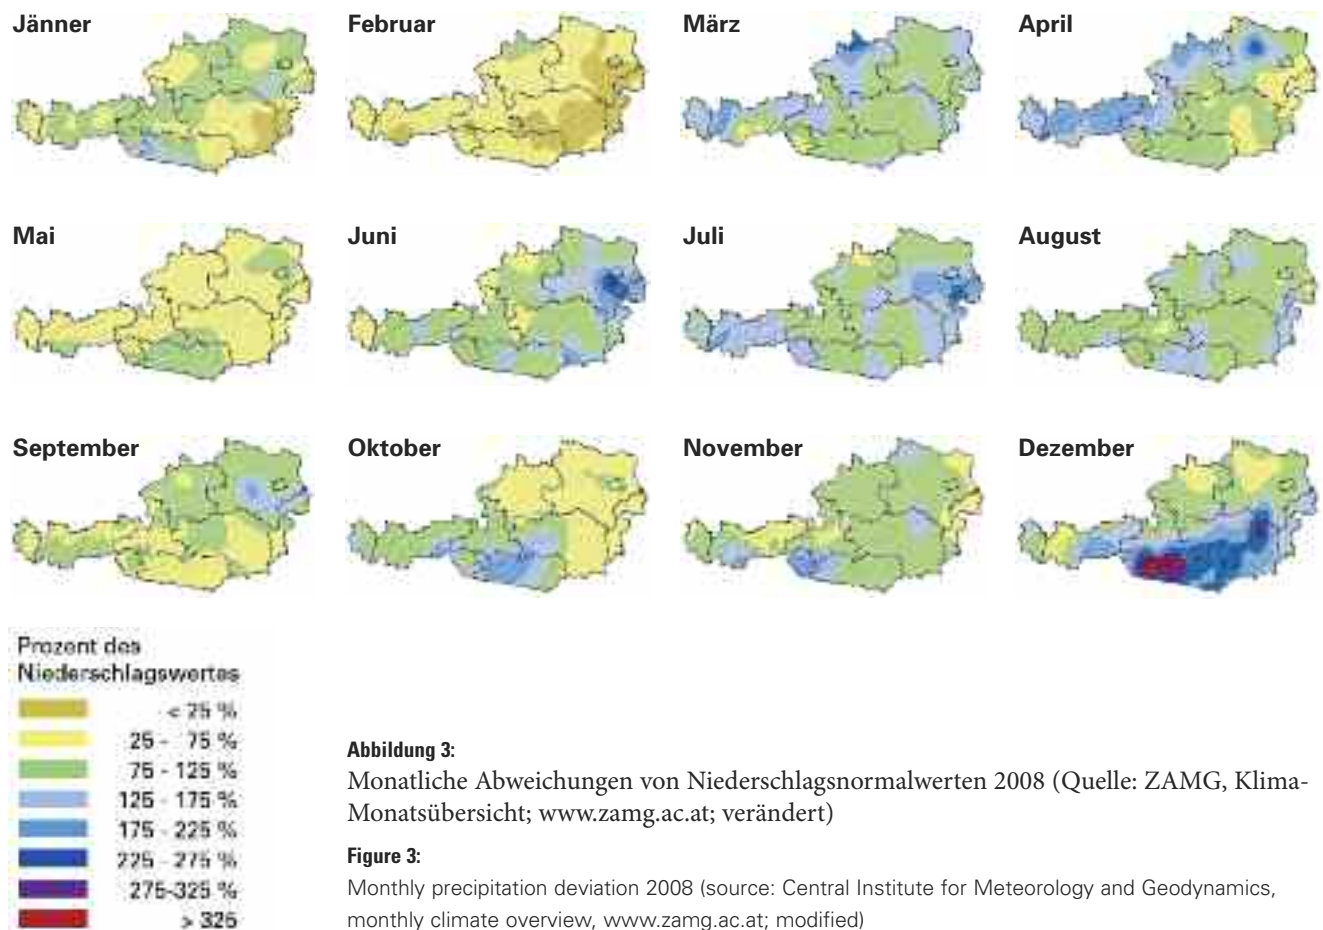 Jänner
Februar
März
April
Mai
Juni
Juli
August
September
Oktober
November
Dezember
Prozent des
Niederschlagswertes
< 25 %
25 - 75 %
75 - 125 %
125 - 175 %
175 - 225 %
225 - 275 %
275-325 %
> 325
Abbildung 3:
Monatliche Abweichungen von Niederschlagsnormalwerten 2008 (Quelle: ZAMG, Klima-
Monatsübersicht; www.zamg.ac.at; verändert)
Figure 3:
Monthly precipitation deviation 2008 (source: Central Institute for Meteorology and Geodynamics,
monthly climate overview, www.zamg.ac.at; modified)